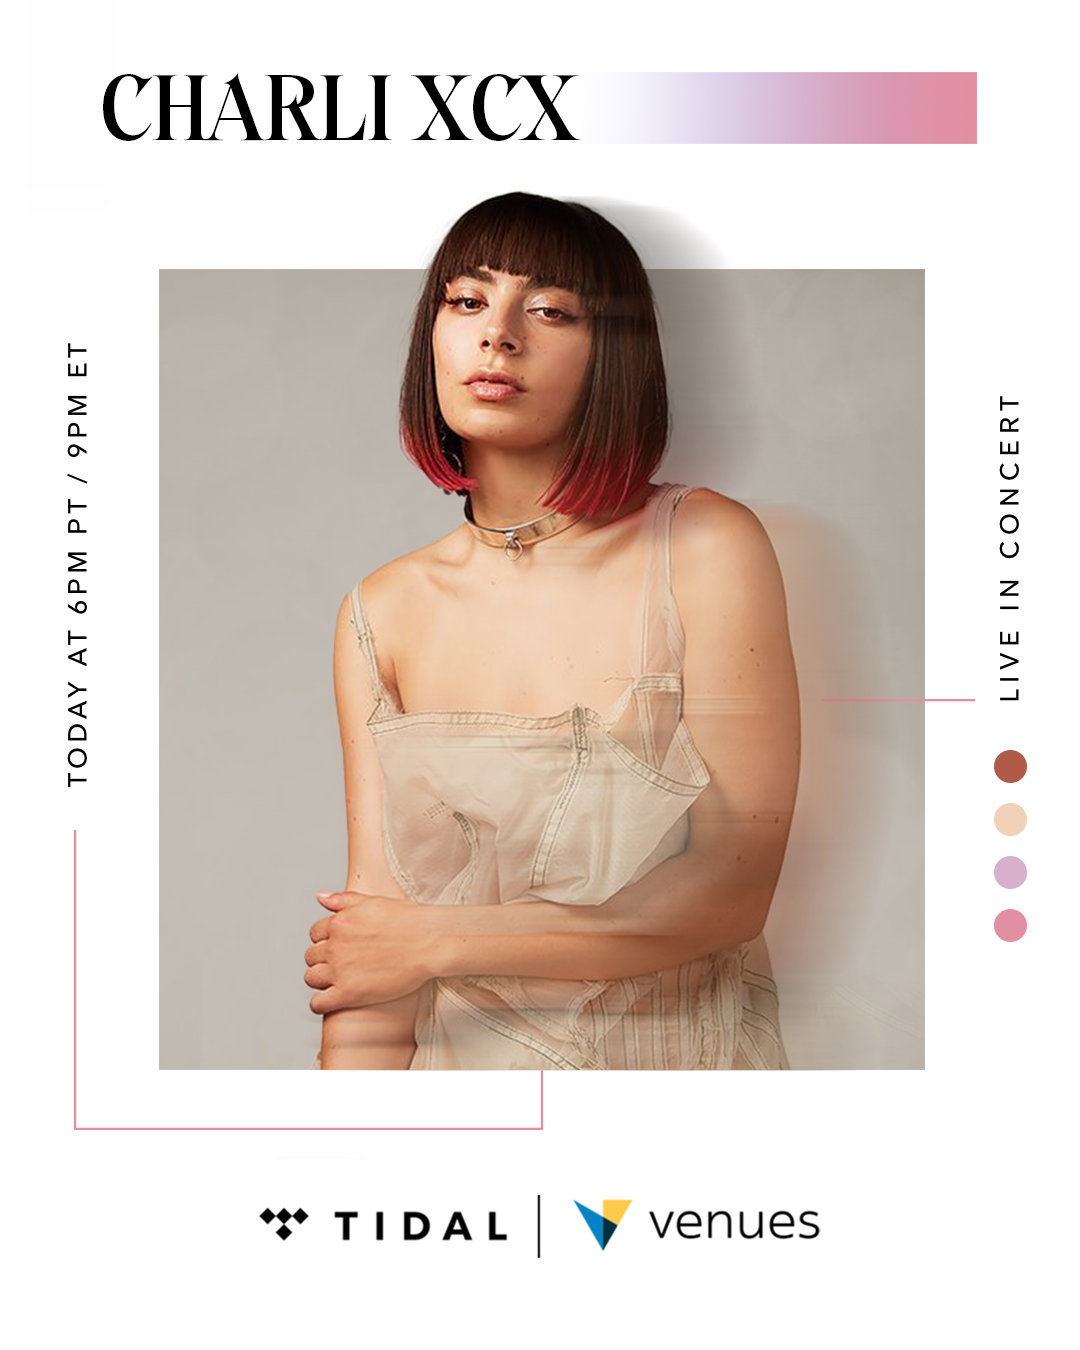 CHARLI XCX
TODAY AT 6PM PT / 9PM ET
LIVE IN CONCERT
TIDAL
venues